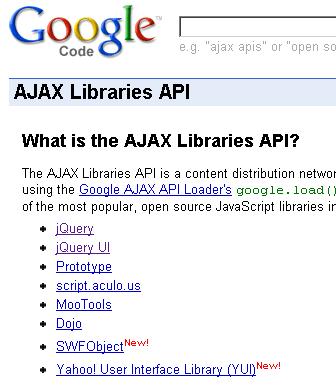 Google™
Code
e.g. "ajax apis" or "open so
AJAX Libraries API
What is the AJAX Libraries API?
The AJAX Libraries API is a content distribution networ
using the Google AJAX API Loader's google.load()
of the most popular, open source JavaScript libraries in
jQuery
jQuery UI
Prototype
script.aculo.us
MooTools
Dojo
SWFObject New!
Yahoo! User Interface Library (YUI) New!